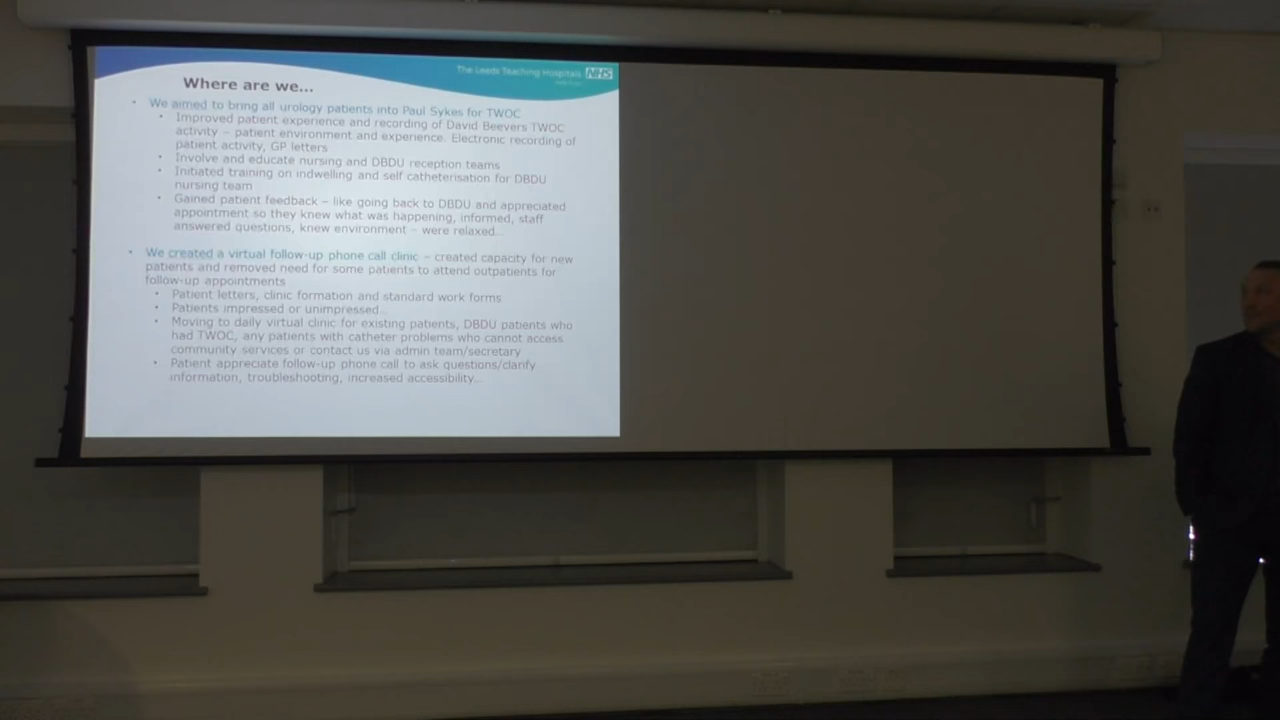 The Leeds Teaching Hospitals NHS
Where are we...
• We aimed to bring all urology patients into Paul Sykes for TWOC
• Improved patient experience and recording of David Beevers TWOC
activity – patient environment and experience. Electronic recording of
patient activity, GP letters
• Involve and educate nursing and DBDU reception teams
• Initiated training on indwelling and self catheterisation for DBDU
nursing team
• Gained patient feedback – like going back to DBDU and appreciated
appointment so they knew what was happening, informed, staff
answered questions, knew environment – were relaxed...
• We created a virtual follow-up phone call clinic – created capacity for new
patients and removed need for some patients to attend outpatients for
follow-up appointments
• Patient letters, clinic formation and standard work forms
• Patients impressed or unimpressed...
• Moving to daily virtual clinic for existing patients, DBDU patients who
had TWOC, any patients with catheter problems who cannot access
community services or contact us via admin team/secretary
• Patient appreciate follow-up phone call to ask questions/clarify
information, troubleshooting, increased accessibility...